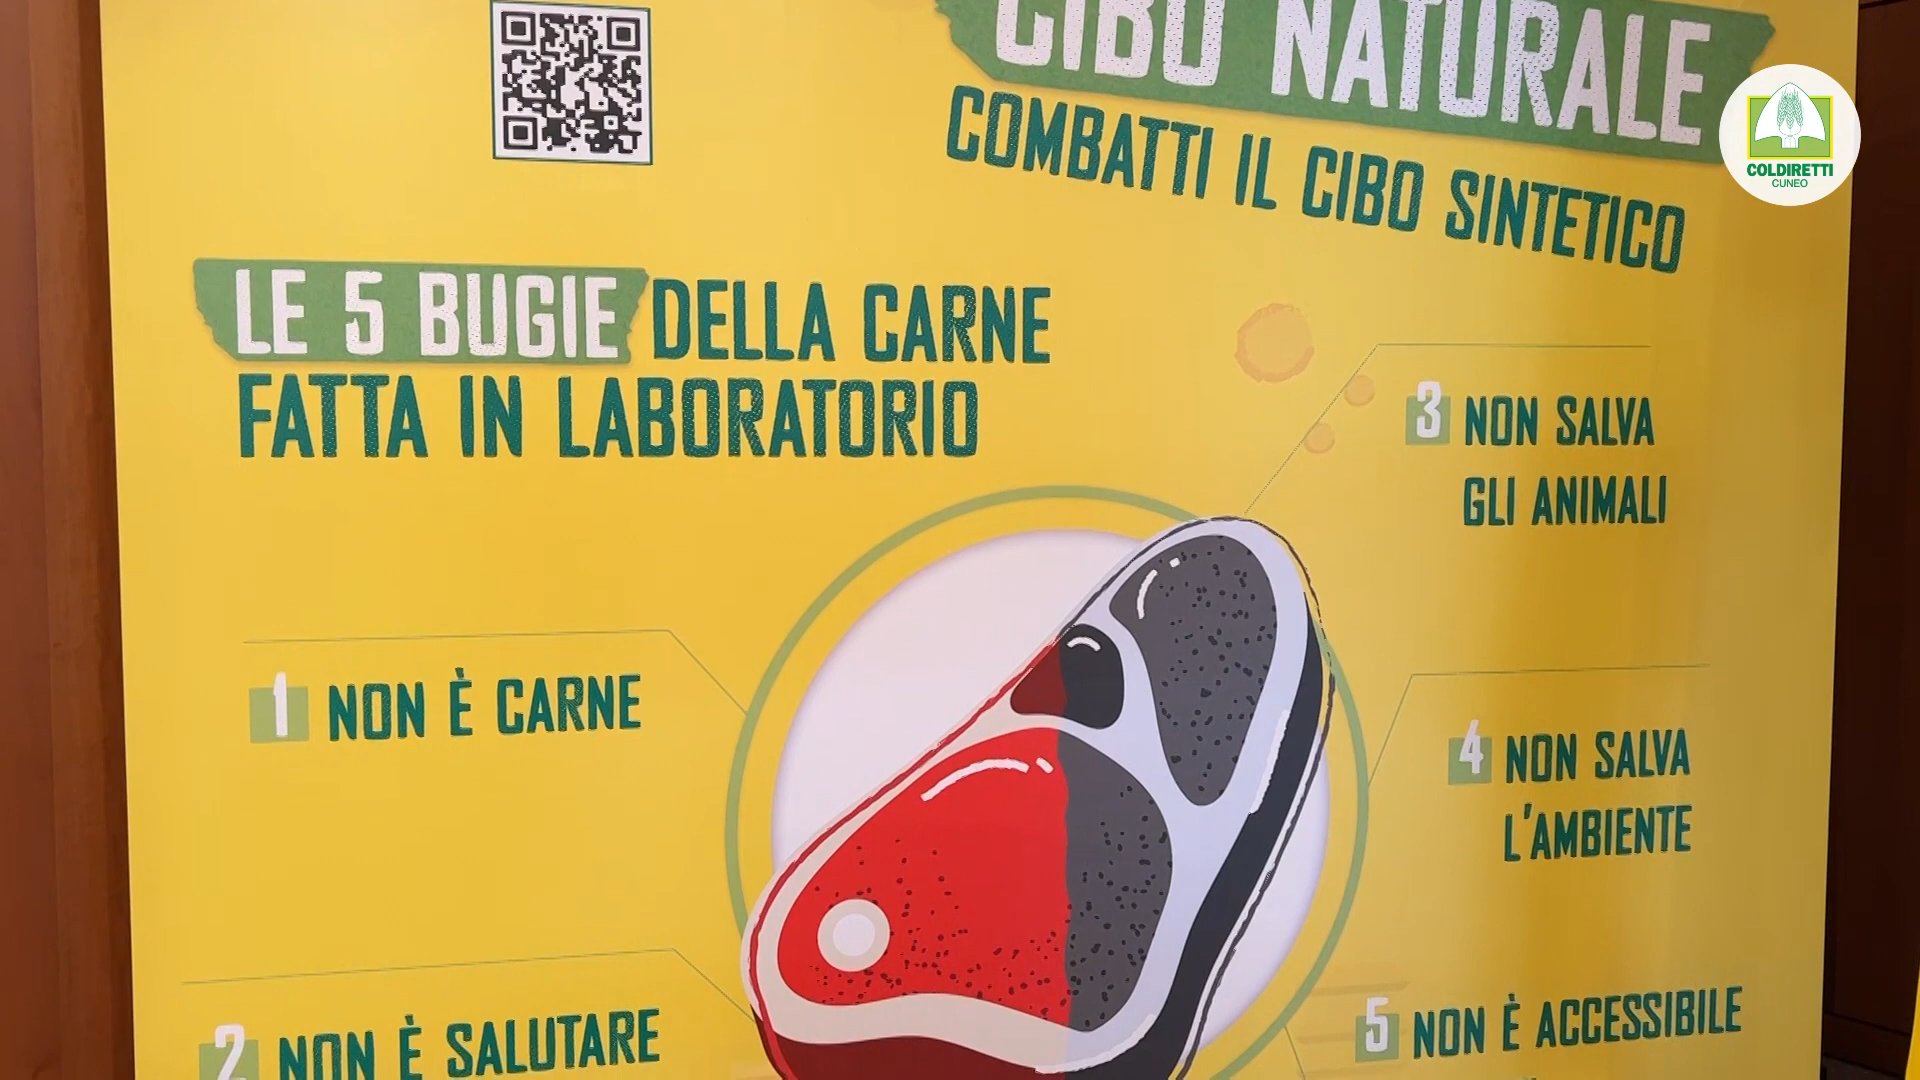 CIBO NATURALE
COMBATTI IL CIBO SINTETICO
COLDIRETTI
CUNEO
LE 5 BUGIE DELLA CARNE
FATTA IN LABORATORIO
1 NON È CARNE
2 NON È SALUTARE
3 NON SALVA
GLI ANIMALI
4 NON SALVA
L'AMBIENTE
5 NON È ACCESSIBILE